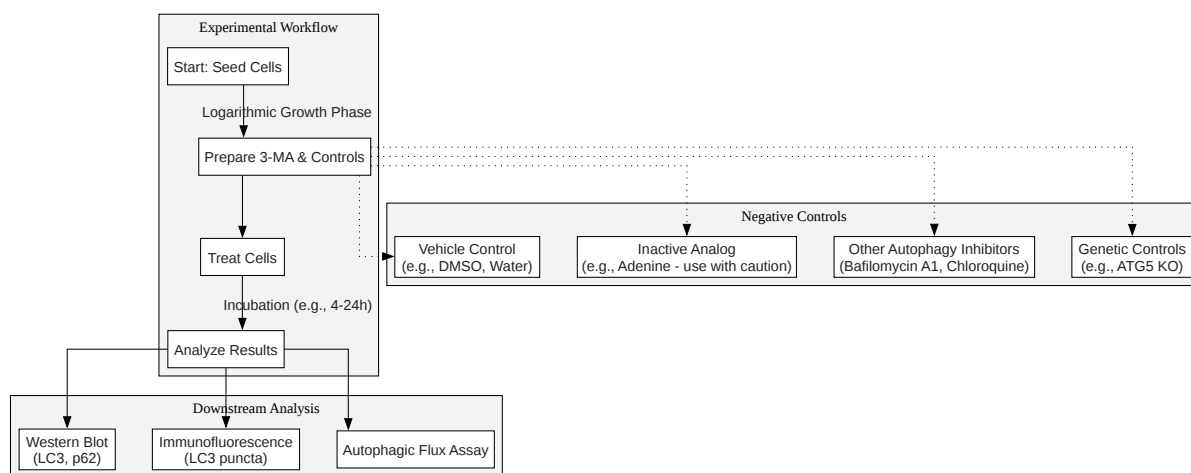 Experimental Workflow
Start: Seed Cells
Logarithmic Growth Phase
Prepare 3-MA & Controls
Negative Controls
Vehicle Control
(e.g., DMSO, Water)
Inactive Analog
(e.g., Adenine - use with caution)
Other Autophagy Inhibitors
(Bafilomycin A1, Chloroquine)
Genetic Controls
(e.g., ATG5 KO)
Treat Cells
Incubation (e.g., 4-24h)
Analyze Results
Downstream Analysis
Western Blot
(LC3, p62)
Immunofluorescence
(LC3 puncta)
Autophagic Flux Assay